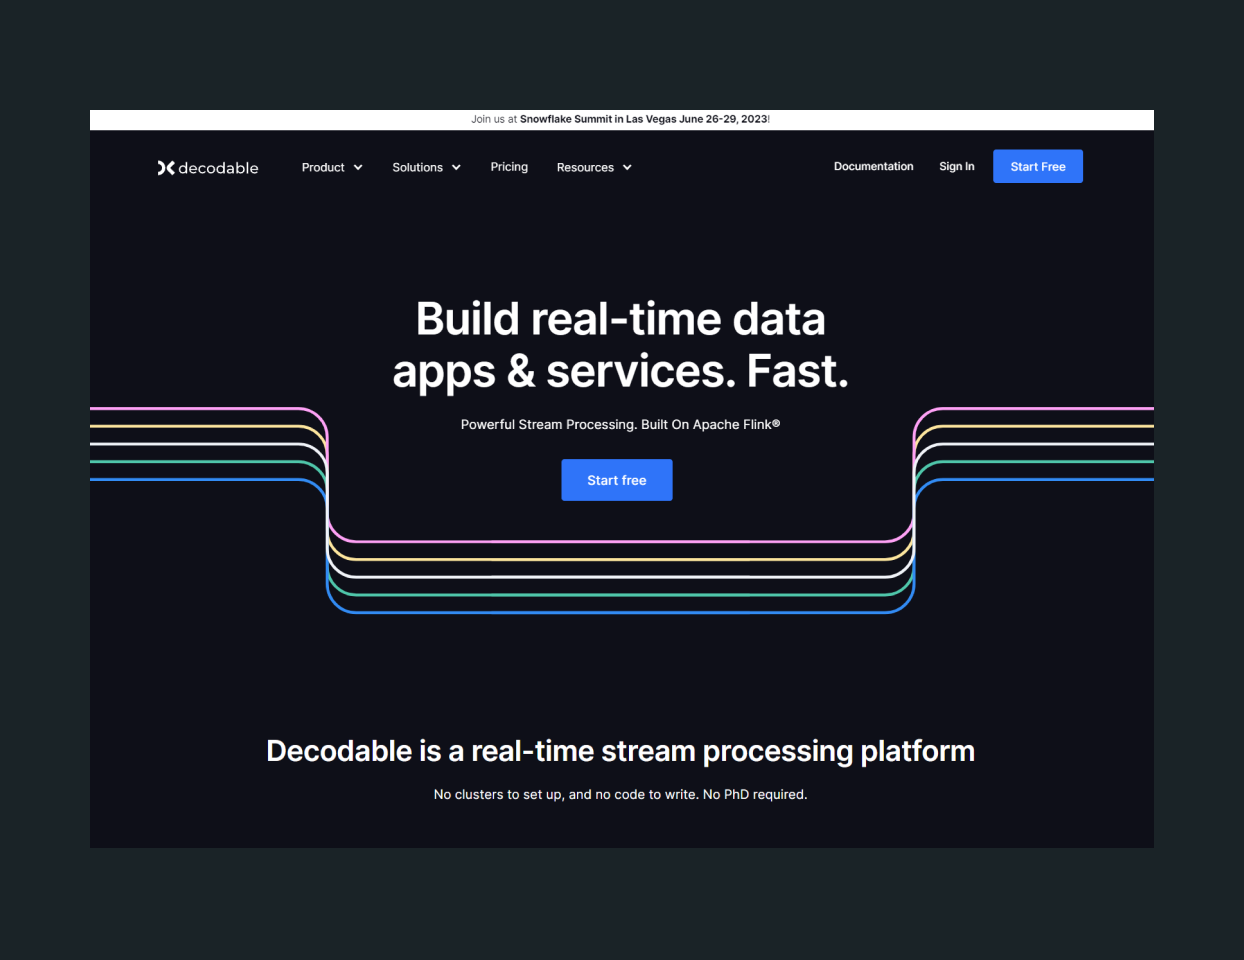 Join us at Snowflake Summit in Las Vegas June 26-29, 2023!
decodable Product Solutions Pricing Resources Documentation Sign In Start Free
Build real-time data
apps & services. Fast.
Powerful Stream Processing. Built On Apache Flink®
Start free
Decodable is a real-time stream processing platform
No clusters to set up, and no code to write. No PhD required.